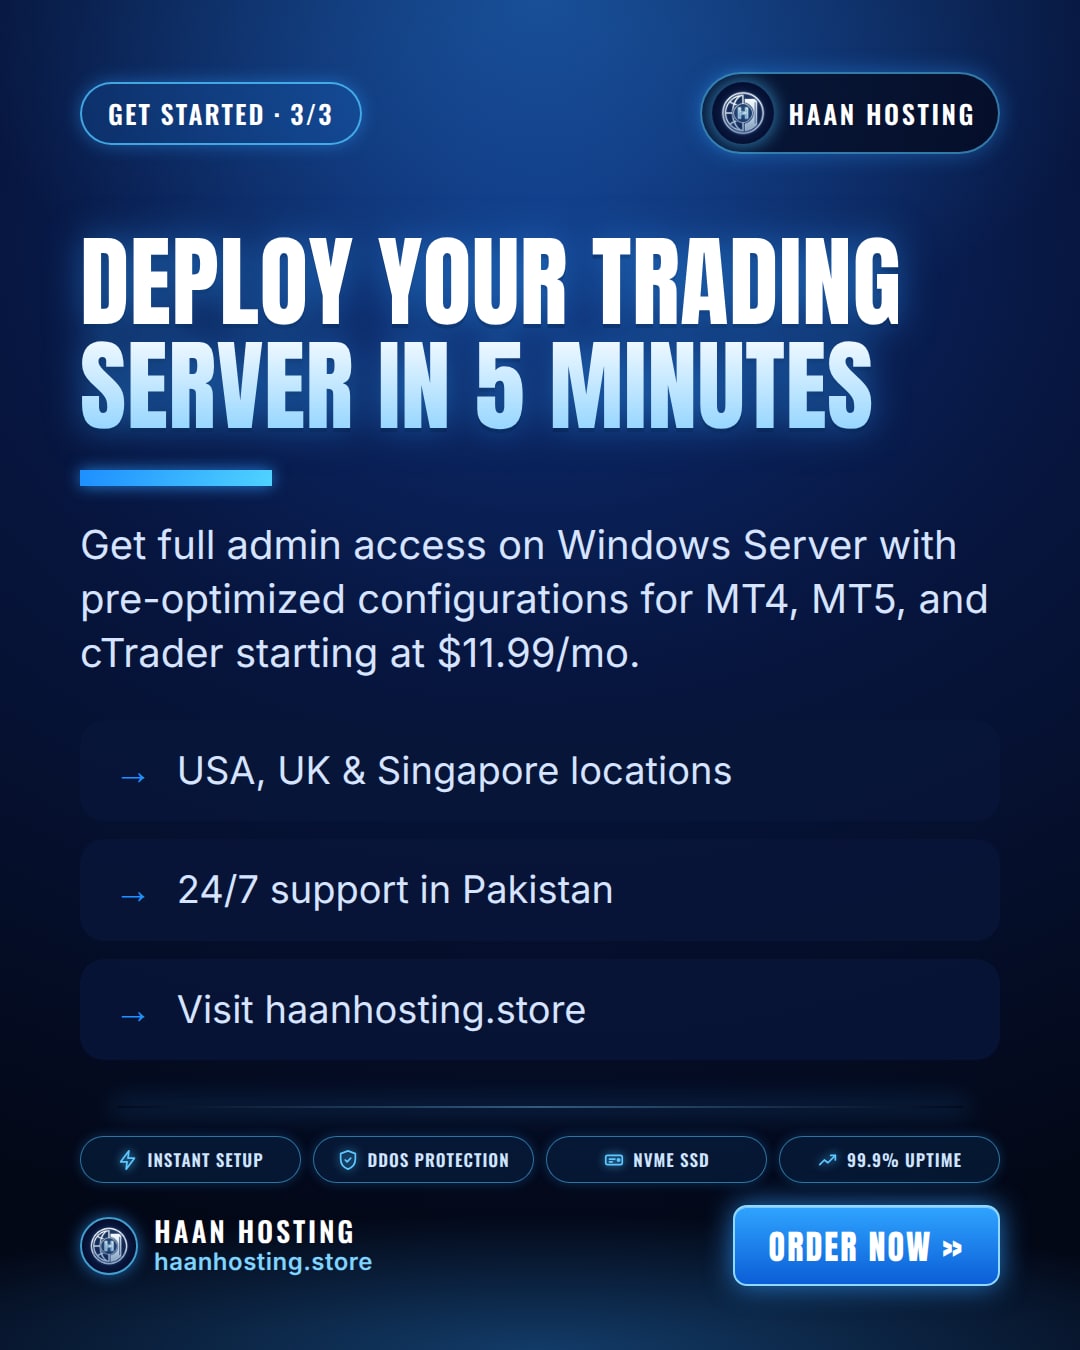 GET STARTED · 3/3
HAAN HOSTING
DEPLOY YOUR TRADING
SERVER IN 5 MINUTES
Get full admin access on Windows Server with
pre-optimized configurations for MT4, MT5, and
cTrader starting at $11.99/mo.
→ USA, UK & Singapore locations
→ 24/7 support in Pakistan
→ Visit haanhosting.store
INSTANT SETUP
DDOS PROTECTION
NVME SSD
99.9% UPTIME
HAAN HOSTING
haanhosting.store
ORDER NOW »